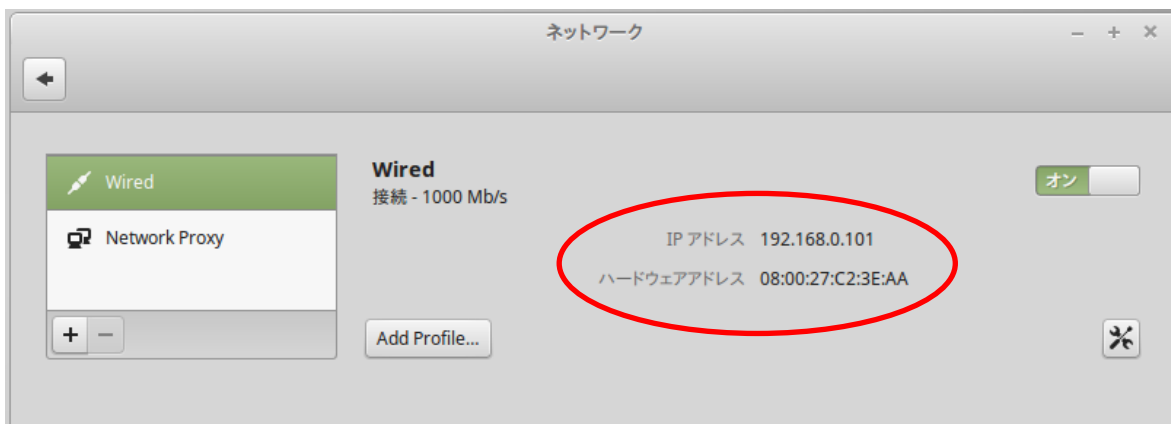 ネットワーク
Wired
Network Proxy
Wired
接続 - 1000 Mb/s
オン
IP アドレス 192.168.0.101
ハードウェアアドレス 08:00:27:C2:3E:AA
Add Profile...